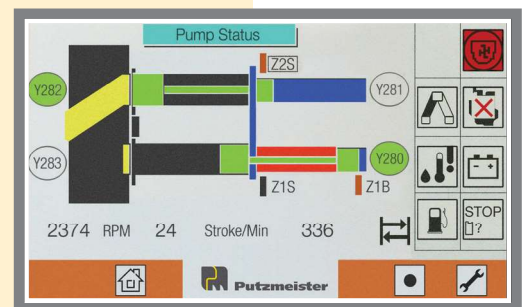 Pump Status
Z2S
Y282
Y281
Y283
Y280
Z1S
Z1B
2374 RPM 24 Stroke/Min 336
STOP
?
Putzmeister